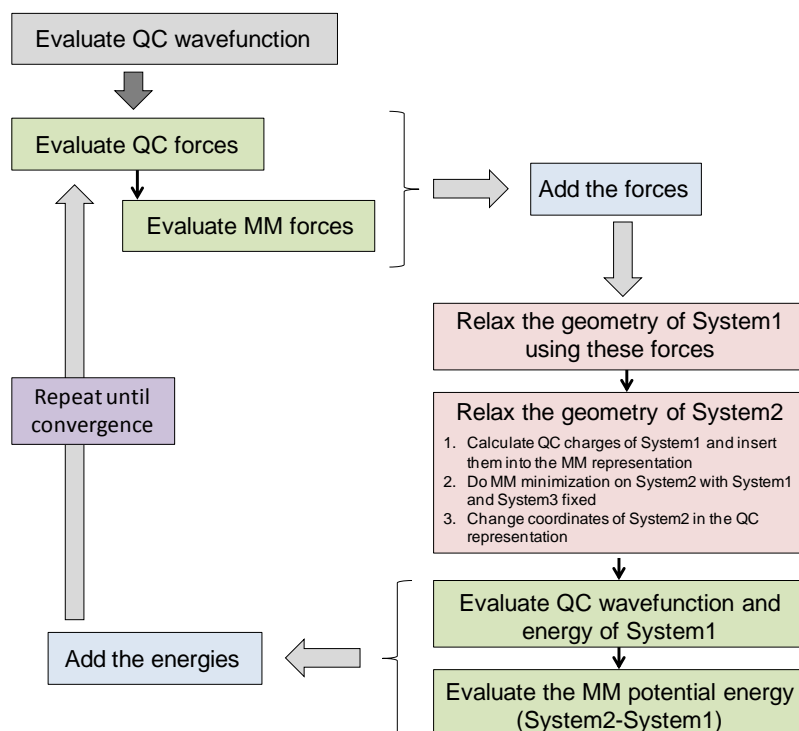 Evaluate QC wavefunction
Evaluate QC forces
Evaluate MM forces
Add the forces
Relax the geometry of System1
using these forces
Relax the geometry of System2
1. Calculate QC charges of System1 and insert
them into the MM representation
2. Do MM minimization on System2 with System1
and System3 fixed
3. Change coordinates of System2 in the QC
representation
Evaluate QC wavefunction and
energy of System1
Evaluate the MM potential energy
(System2-System1)
Add the energies
Repeat until
convergence